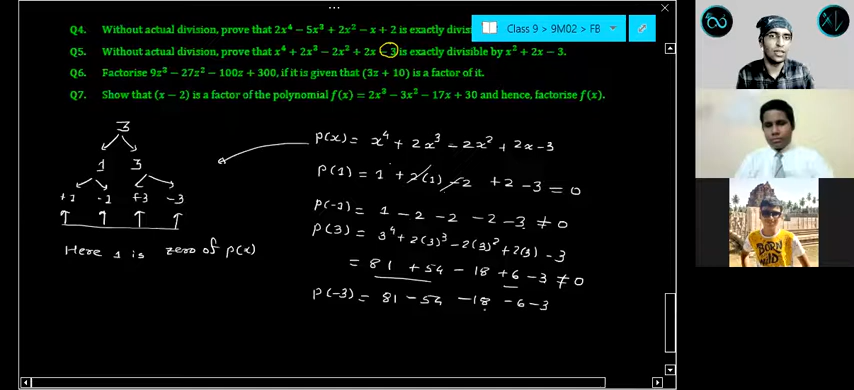 Q4. Without actual division, prove that 2x⁴ − 5x³ + 2x² − x + 2 is exactly divis
Class 9 > 9M02 > FB
Q5. Without actual division, prove that x⁴ + 2x³ − 2x² + 2x − 3 is exactly divisible by x² + 2x − 3.
Q6. Factorise 9z³ − 27z² − 100z + 300, if it is given that (3z + 10) is a factor of it.
Q7. Show that (x − 2) is a factor of the polynomial f(x) = 2x³ − 3x² − 17x + 30 and hence, factorise f(x).
3
1 3
+1 -1 +3 -3
Here 1 is zero of p(x)
p(x) = x⁴ + 2x³ − 2x² + 2x − 3
p(1) = 1 + 2(1) − 2 + 2 − 3 = 0
p(-1) = 1 − 2 − 2 − 2 − 3 ≠ 0
p(3) = 3⁴ + 2(3)³ − 2(3)² + 2(3) − 3
= 81 + 54 − 18 + 6 − 3 ≠ 0
p(-3) = 81 − 54 − 18 − 6 − 3